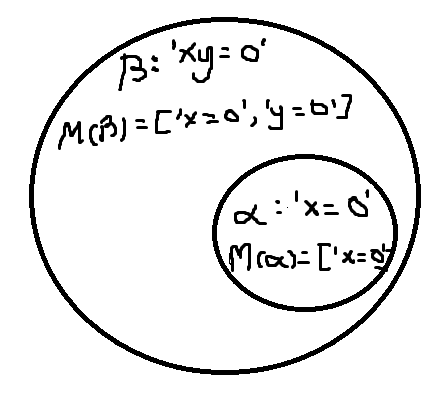 β: 'xy = 0'
M(β) = ['x=0', 'y=0']
α : 'x = 0'
M(α) = ['x=0'